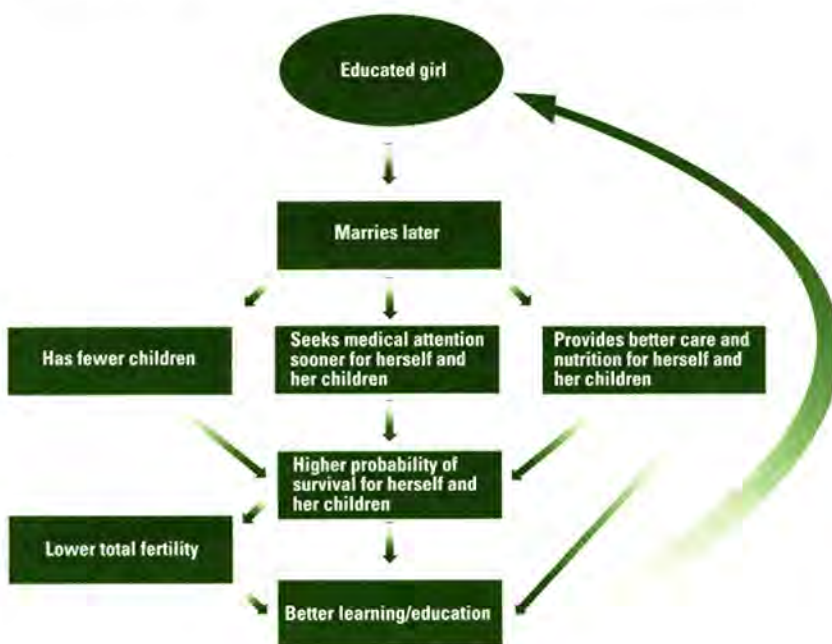 Educated girl
Marries later
Has fewer children
Seeks medical attention
sooner for herself and
her children
Provides better care and
nutrition for herself and
her children
Higher probability of
survival for herself and
her children
Lower total fertility
Better learning/education